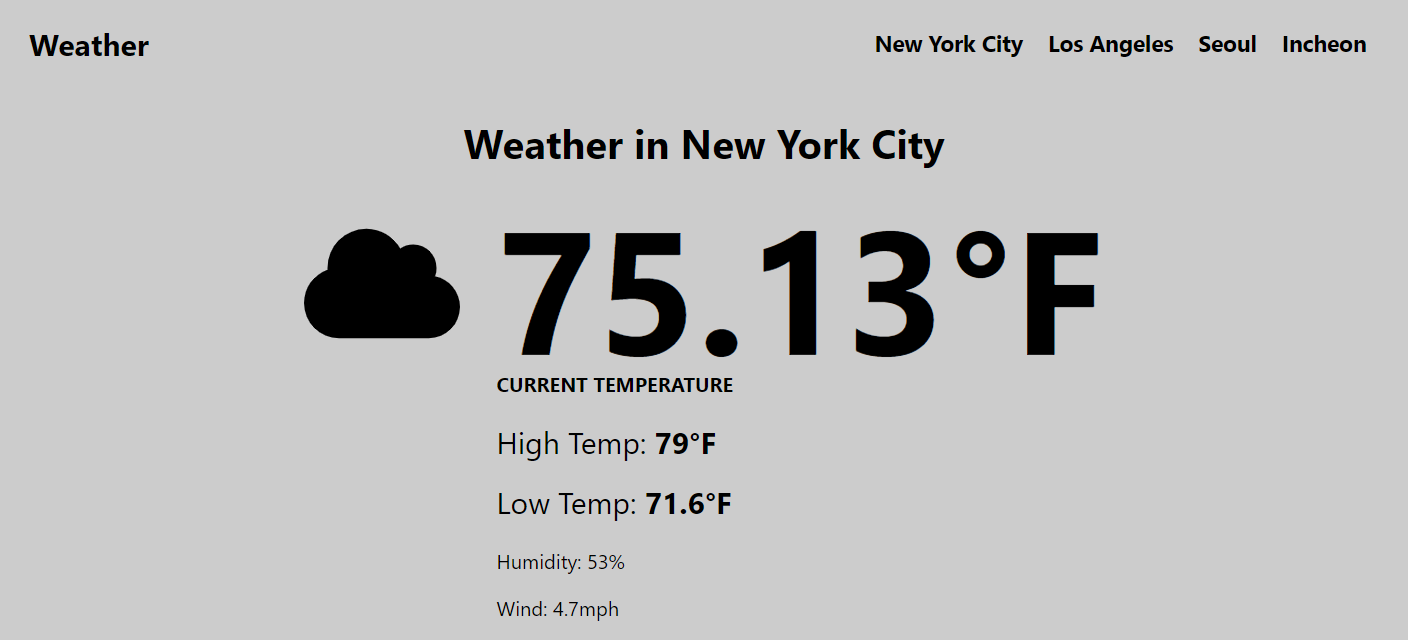 Weather
New York City Los Angeles Seoul Incheon
Weather in New York City
75.13°F
CURRENT TEMPERATURE
High Temp: 79°F
Low Temp: 71.6°F
Humidity: 53%
Wind: 4.7mph